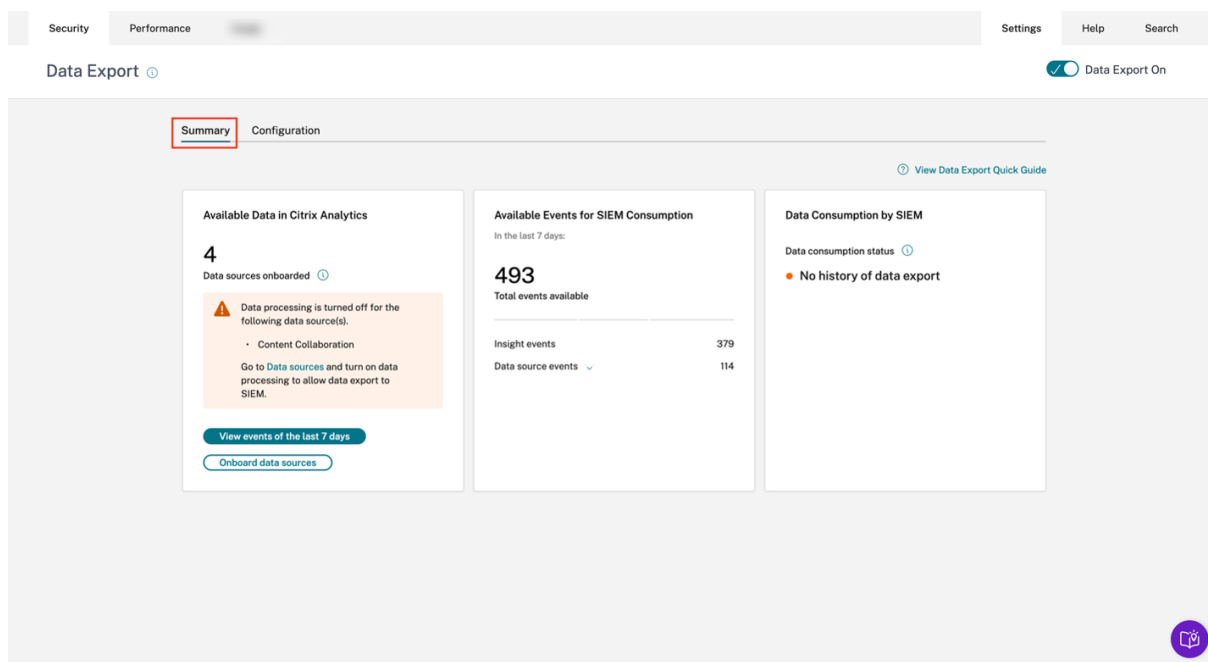 Security
Performance
Settings
Help
Search
Data Export
Data Export On
Summary
Configuration
View Data Export Quick Guide
Available Data in Citrix Analytics
4
Data sources onboarded
Data processing is turned off for the
following data source(s).
• Content Collaboration
Go to Data sources and turn on data
processing to allow data export to
SIEM.
View events of the last 7 days
Onboard data sources
Available Events for SIEM Consumption
In the last 7 days:
493
Total events available
Insight events 379
Data source events 114
Data Consumption by SIEM
Data consumption status
No history of data export